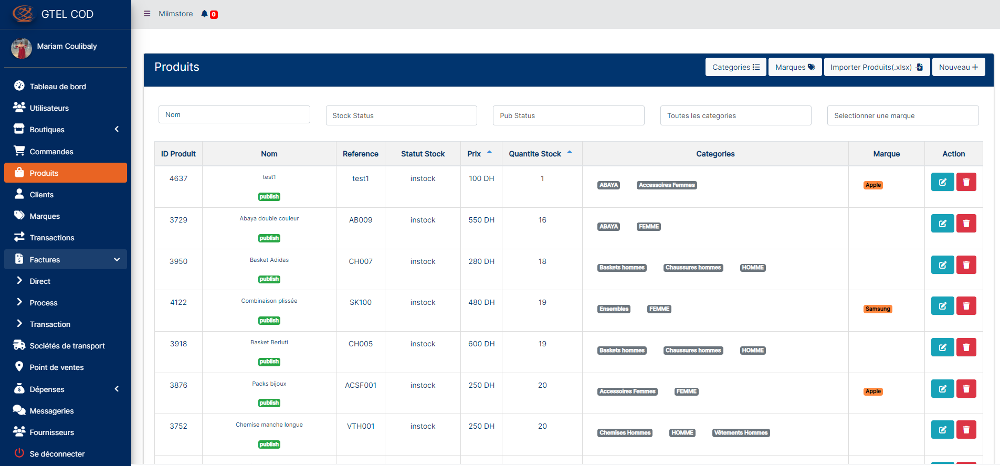 GTEL COD
Miimstore 0
Mariam Coulibaly
Tableau de bord
Utilisateurs
Boutiques
Commandes
Produits
Clients
Marques
Transactions
Factures
Direct
Process
Transaction
Sociétés de transport
Point de ventes
Dépenses
Messageries
Fournisseurs
Se déconnecter
Produits
Categories Marques Importer Produits(.xlsx) Nouveau
Nom Stock Status Pub Status Toutes les categories Selectionner une marque
ID Produit Nom Reference Statut Stock Prix Quantite Stock Categories Marque Action
4637 test1 publish test1 instock 100 DH 1 ABAYA Accessoires Femmes Apple
3729 Abaya double couleur publish AB009 instock 550 DH 16 ABAYA FEMME
3950 Basket Adidas publish CH007 instock 280 DH 18 Baskets hommes Chaussures hommes HOMME
4122 Combinaison plissée publish SK100 instock 480 DH 19 Ensembles FEMME Samsung
3918 Basket Berluti publish CH005 instock 600 DH 19 Baskets hommes Chaussures hommes HOMME
3876 Packs bijoux publish ACSF001 instock 250 DH 20 Accessoires Femmes FEMME Apple
3752 Chemise manche longue publish VTH001 instock 250 DH 20 Chemises Hommes HOMME Vêtements Hommes